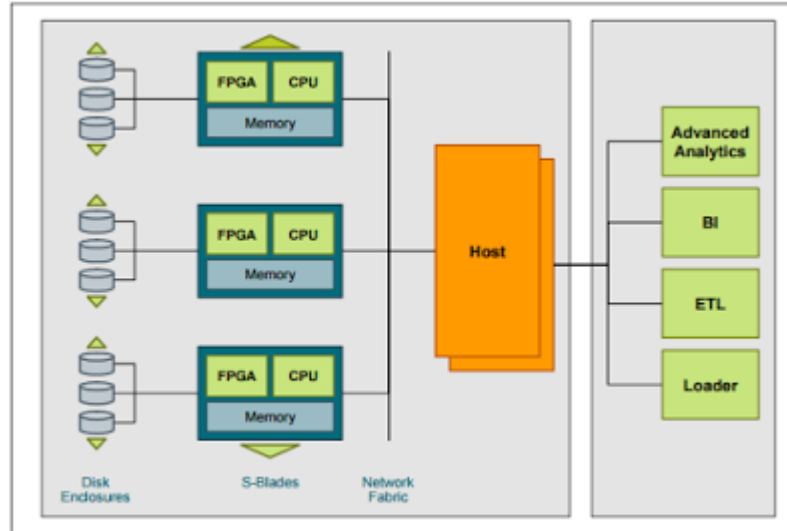 FPGA CPU
Memory
FPGA CPU
Memory
FPGA CPU
Memory
Disk
Enclosures
S-Blades
Network
Fabric
Host
Advanced
Analytics
BI
ETL
Loader